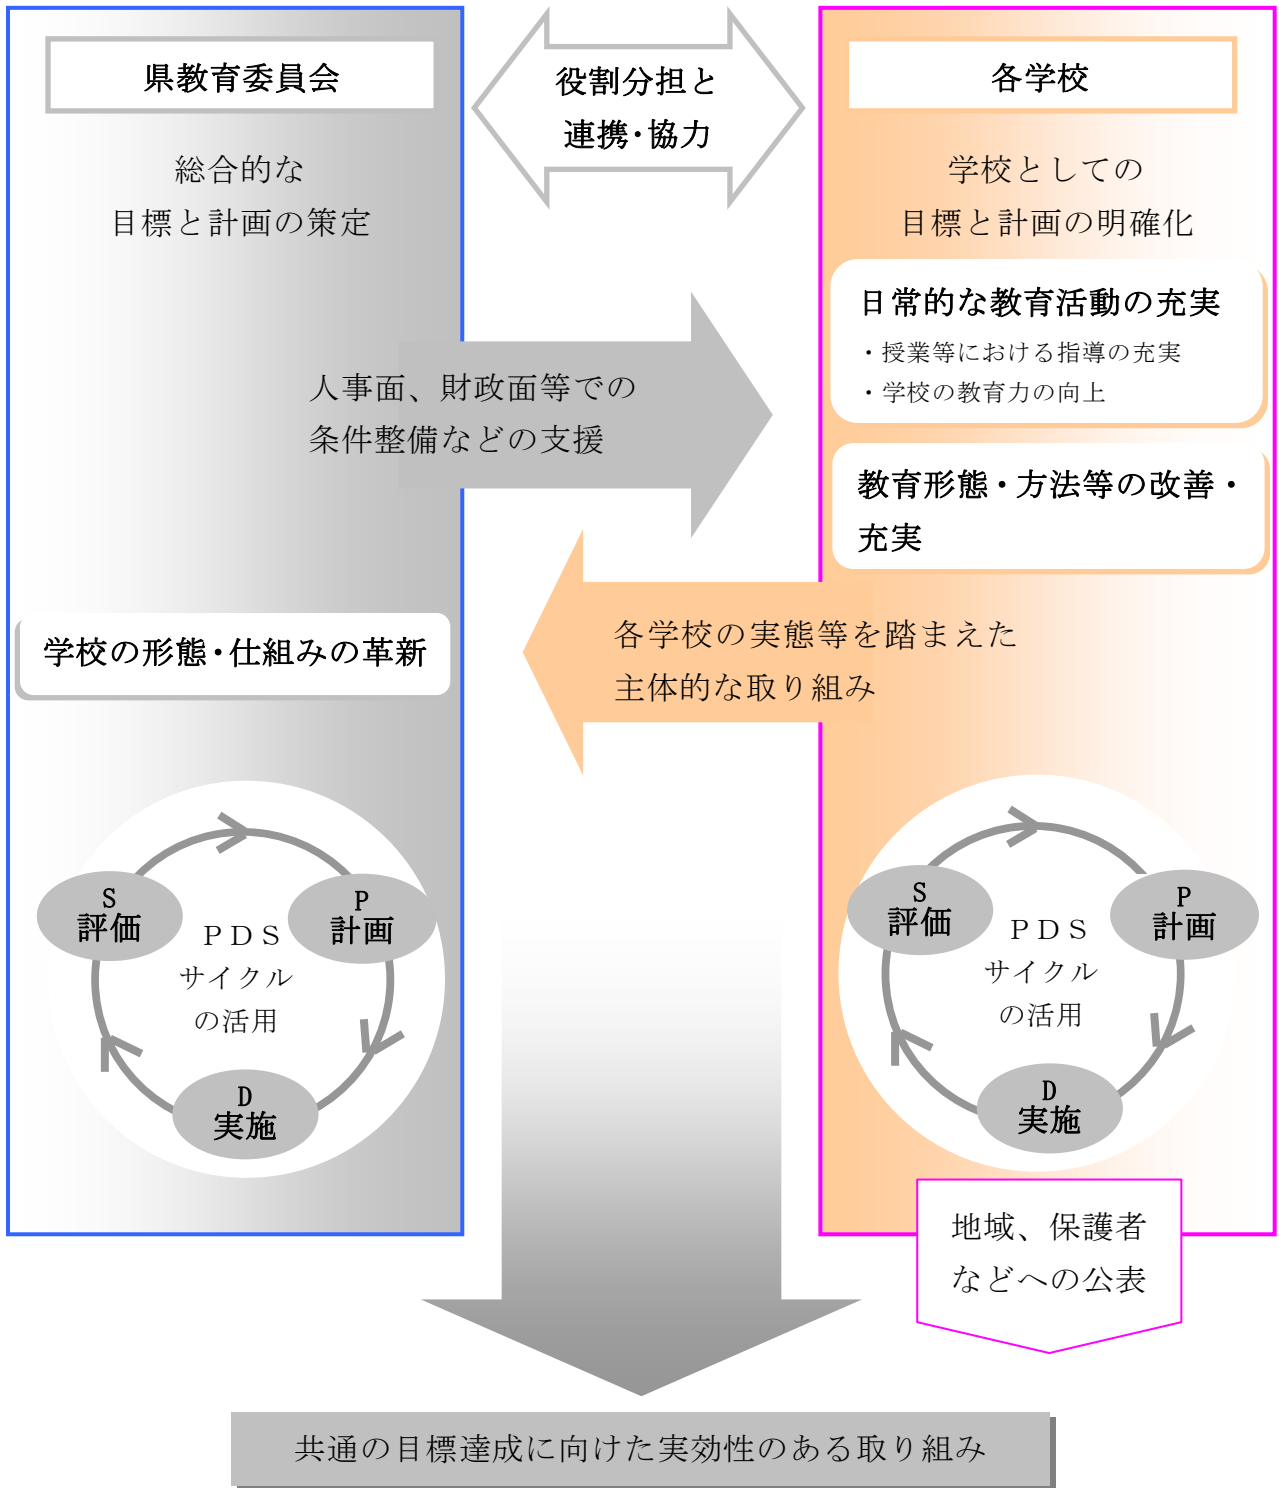 県教育委員会
役割分担と
連携・協力
各学校
総合的な
目標と計画の策定
学校としての
目標と計画の明確化
日常的な教育活動の充実
・授業等における指導の充実
・学校の教育力の向上
人事面、財政面等での
条件整備などの支援
教育形態・方法等の改善・
充実
各学校の実態等を踏まえた
主体的な取り組み
学校の形態・仕組みの革新
S
評価
P
計画
ＰＤＳ
サイクル
の活用
D
実施
S
評価
P
計画
ＰＤＳ
サイクル
の活用
D
実施
地域、保護者
などへの公表
共通の目標達成に向けた実効性のある取り組み